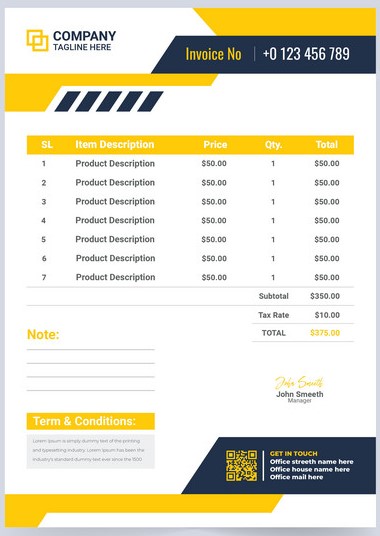 COMPANY
TAGLINE HERE
Invoice No | +0 123 456 789
SL Item Description Price Qty. Total
1 Product Description $50.00 1 $50.00
2 Product Description $50.00 1 $50.00
3 Product Description $50.00 1 $50.00
4 Product Description $50.00 1 $50.00
5 Product Description $50.00 1 $50.00
6 Product Description $50.00 1 $50.00
7 Product Description $50.00 1 $50.00
Subtotal $350.00
Tax Rate $10.00
TOTAL $375.00
Note:
John Smeeth
John Smeeth
Manager
Term & Conditions:
Lorem Ipsum is simply dummy text of the printing
and typesetting industry. Lorem Ipsum has been the
industry's standard dummy text ever since the 1500
GET IN TOUCH
Office streeth name here
Office house name here
Office mail here